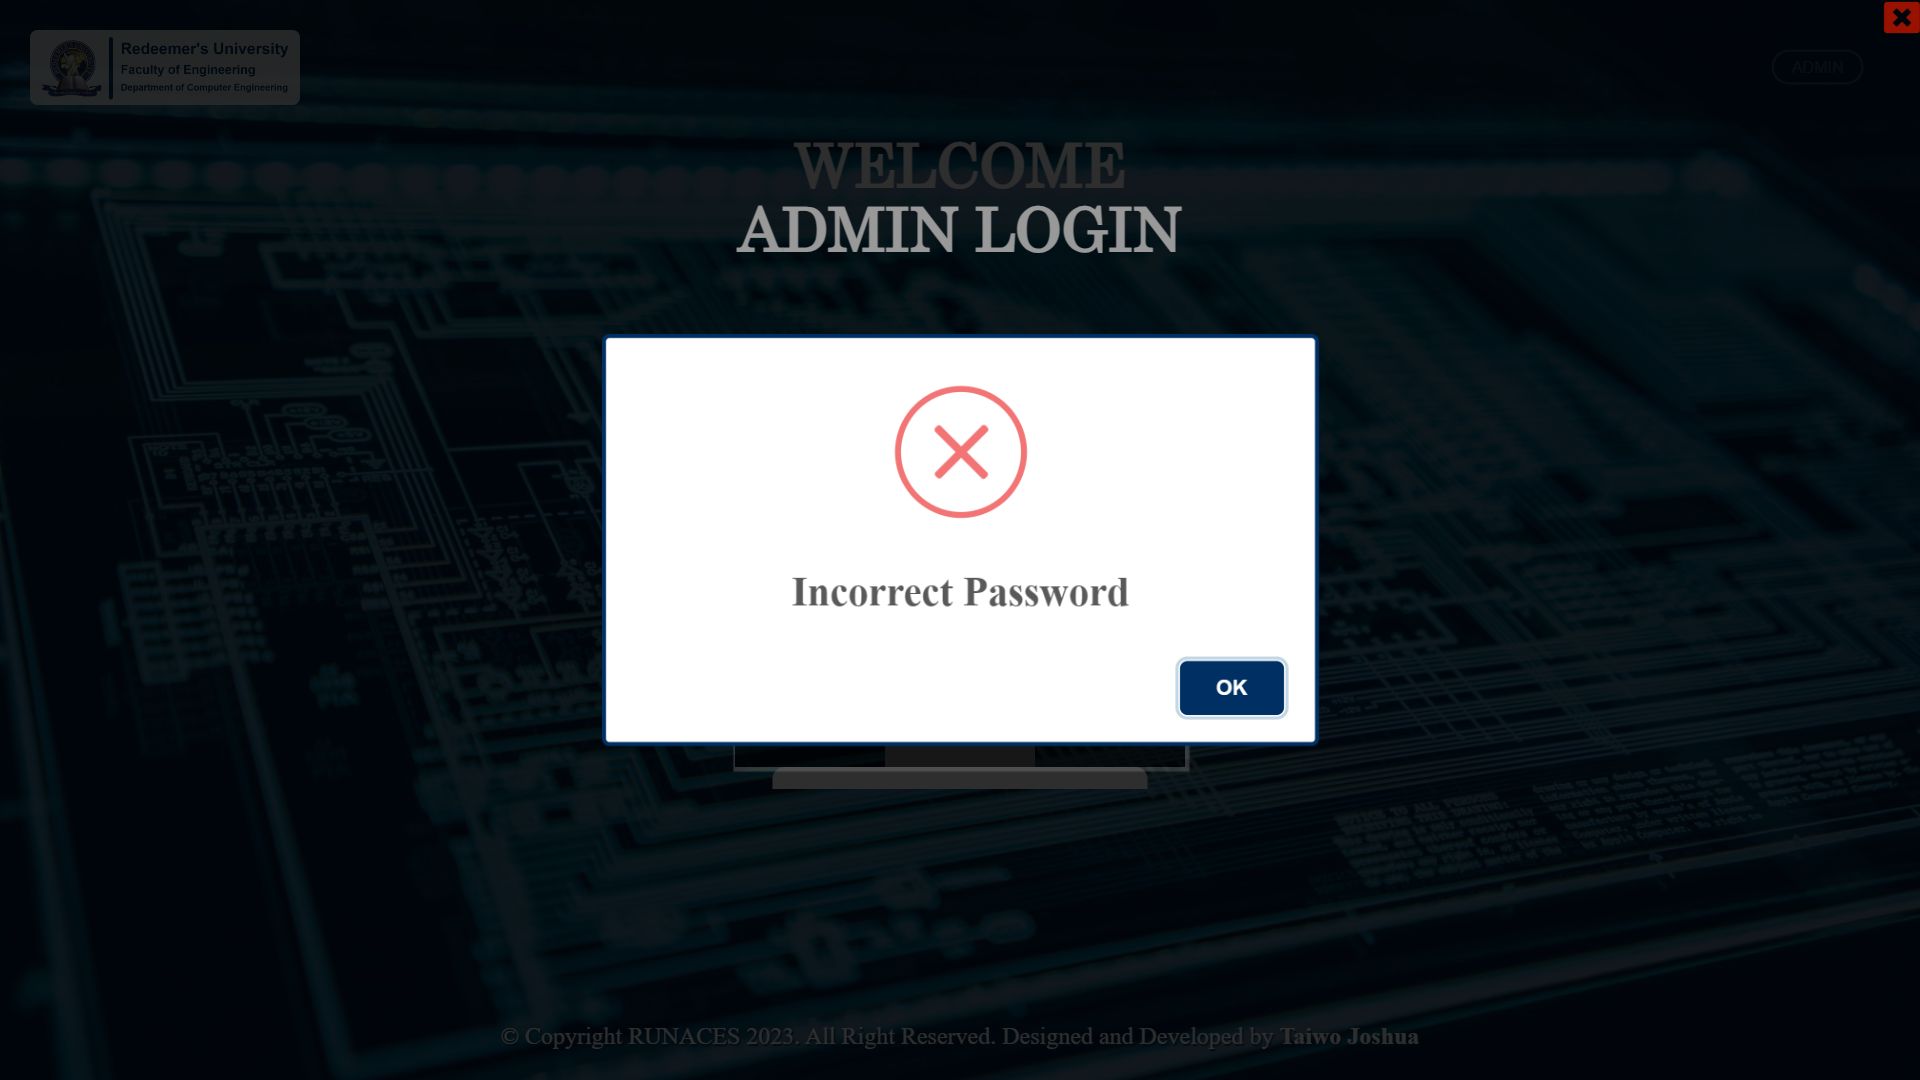 Redeemer's University
Faculty of Engineering
Department of Computer Engineering
ADMIN
WELCOME
ADMIN LOGIN
Incorrect Password
OK
© Copyright RUNACES 2023. All Right Reserved. Designed and Developed by Taiwo Joshua